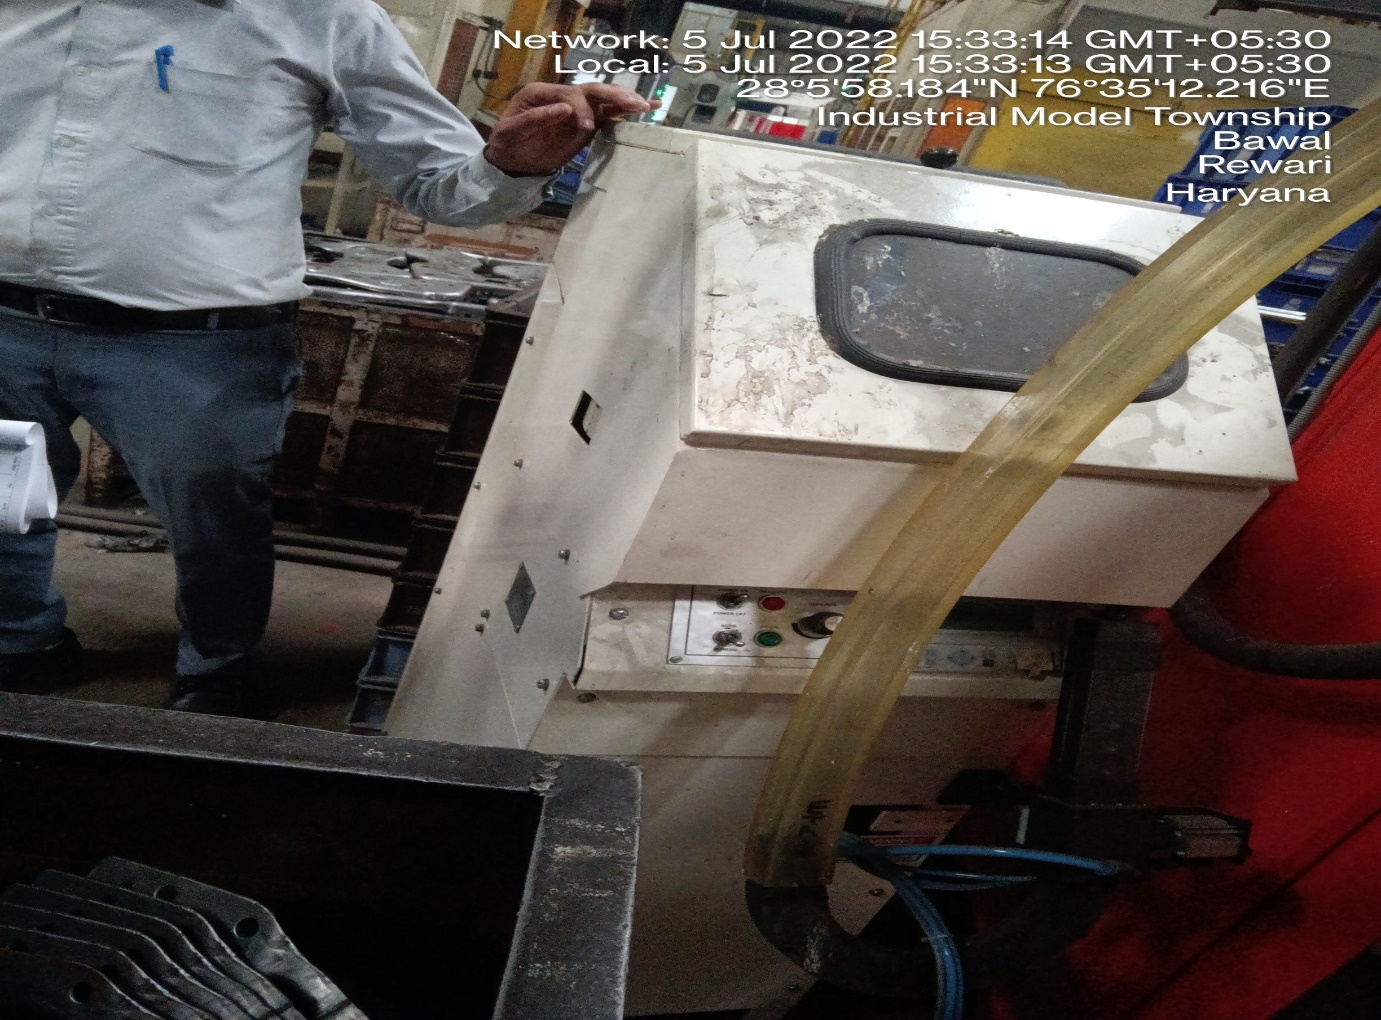 Network: 5 Jul 2022 15:33:14 GMT+05:30
Local: 5 Jul 2022 15:33:13 GMT+05:30
28°5'58.184"N 76°35'12.216"E
Industrial Model Township
Bawal
Rewari
Haryana